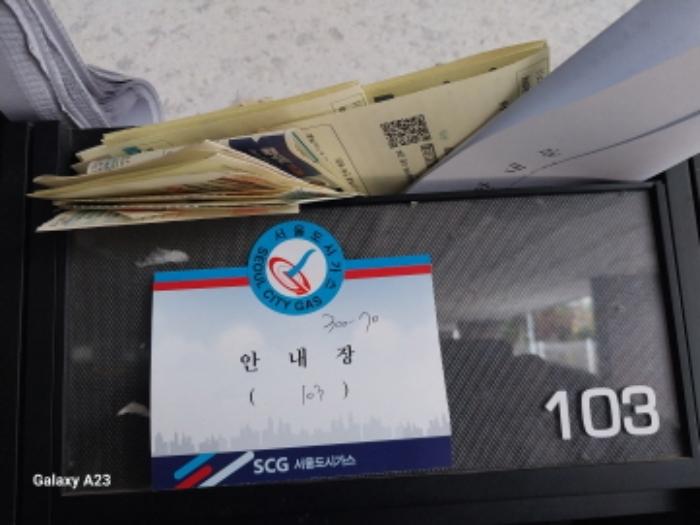 서울도시가스
SEOUL CITY GAS
300-70
안 내 장
( 103 )
SCG 서울도시가스
103
Galaxy A23